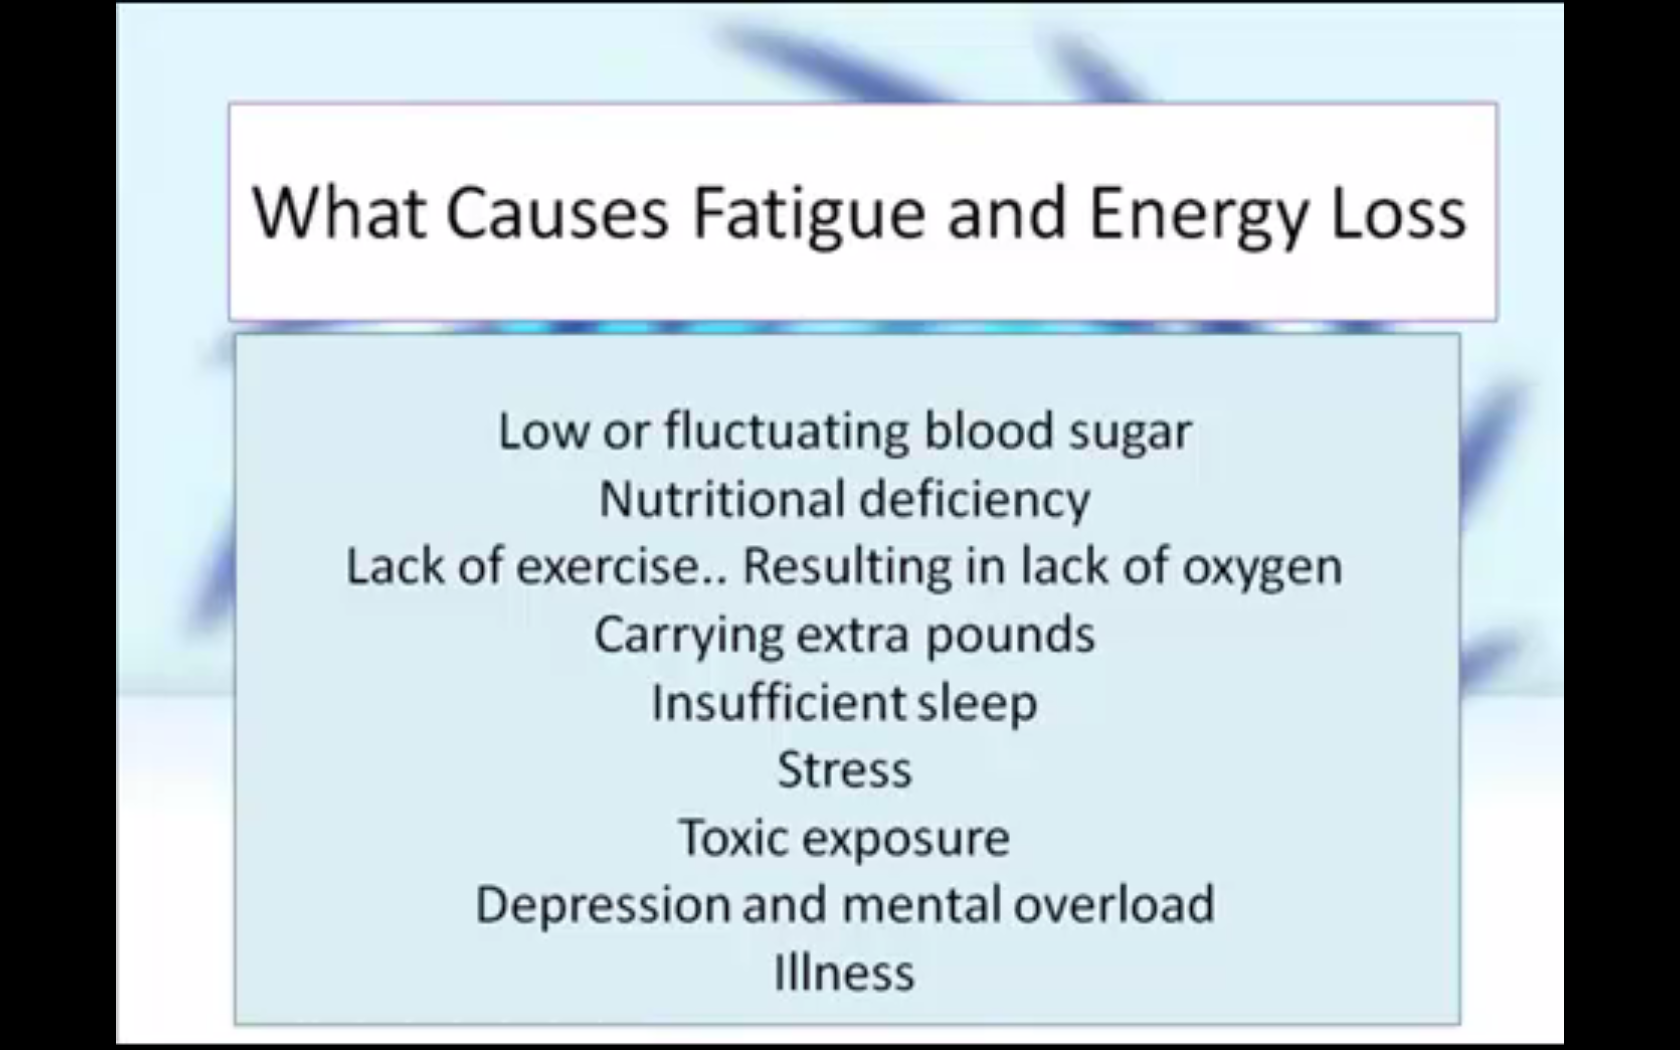 What Causes Fatigue and Energy Loss
Low or fluctuating blood sugar
Nutritional deficiency
Lack of exercise.. Resulting in lack of oxygen
Carrying extra pounds
Insufficient sleep
Stress
Toxic exposure
Depression and mental overload
Illness